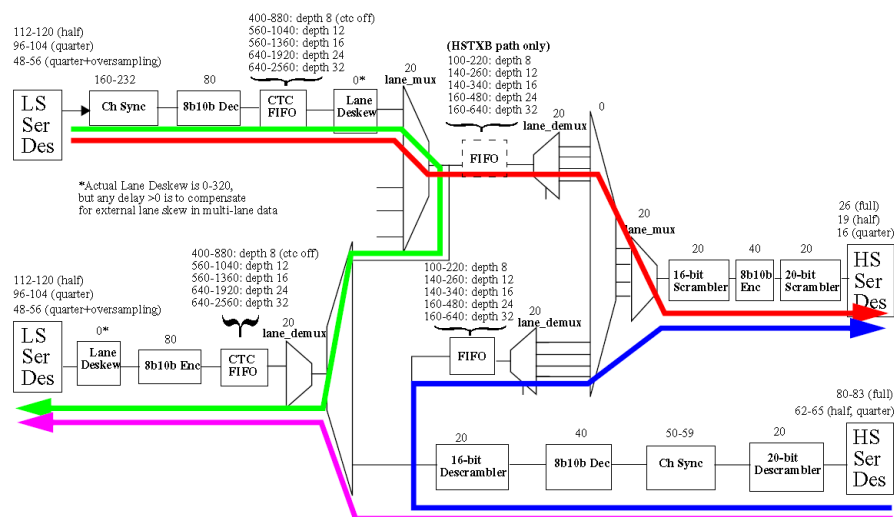 400-880: depth 8 (ctc off)
560-1040: depth 12
560-1360: depth 16
640-1920: depth 24
640-2560: depth 32
112-120 (half)
96-104 (quarter)
48-56 (quarter+oversampling)
(HSTXB path only)
100-220: depth 8
140-260: depth 12
140-340: depth 16
160-480: depth 24
160-640: depth 32
160-232
80
0*
20
lane_mux
LS
Ser
Des
Ch Sync
8b10b Dec
CTC
FIFO
Lane
Deskew
20
lane_demux
0
FIFO
*Actual Lane Deskew is 0-320,
but any delay >0 is to compensate
for external lane skew in multi-lane data
20
lane_mux
26 (full)
19 (half)
16 (quarter)
20
40
20
16-bit
Scrambler
8b10b
Enc
20-bit
Scrambler
HS
Ser
Des
400-880: depth 8 (ctc off)
560-1040: depth 12
560-1360: depth 16
640-1920: depth 24
640-2560: depth 32
100-220: depth 8
140-260: depth 12
140-340: depth 16
160-480: depth 24
160-640: depth 32
112-120 (half)
96-104 (quarter)
48-56 (quarter+oversampling)
0*
80
20
lane_demux
20
lane_demux
LS
Ser
Des
Lane
Deskew
8b10b Enc
CTC
FIFO
FIFO
80-83 (full)
62-65 (half, quarter)
20
40
50-59
20
16-bit
Descrambler
8b10b Dec
Ch Sync
20-bit
Descrambler
HS
Ser
Des